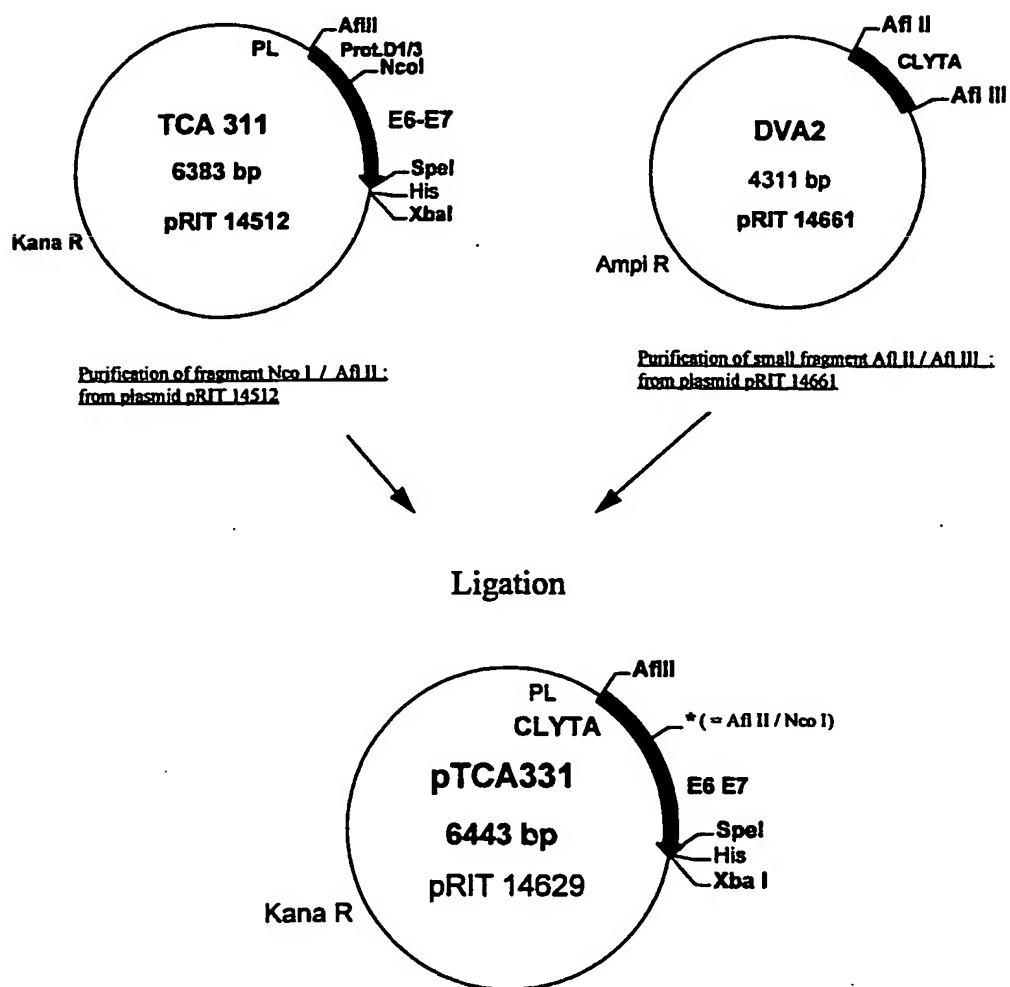 AflII
PL
Prot.D1/3
NcoI
TCA 311
E6-E7
6383 bp
SpeI
His
XbaI
pRIT 14512
Kana R
Afl II
CLYTA
Afl III
DVA2
4311 bp
pRIT 14661
Ampi R
Purification of fragment Nco I / Afl II :
from plasmid pRIT 14512
Purification of small fragment Afl II / Afl III :
from plasmid pRIT 14661
Ligation
AflII
PL
CLYTA
* ( = Afl II / Nco I)
pTCA331
E6 E7
6443 bp
SpeI
His
Xba I
pRIT 14629
Kana R